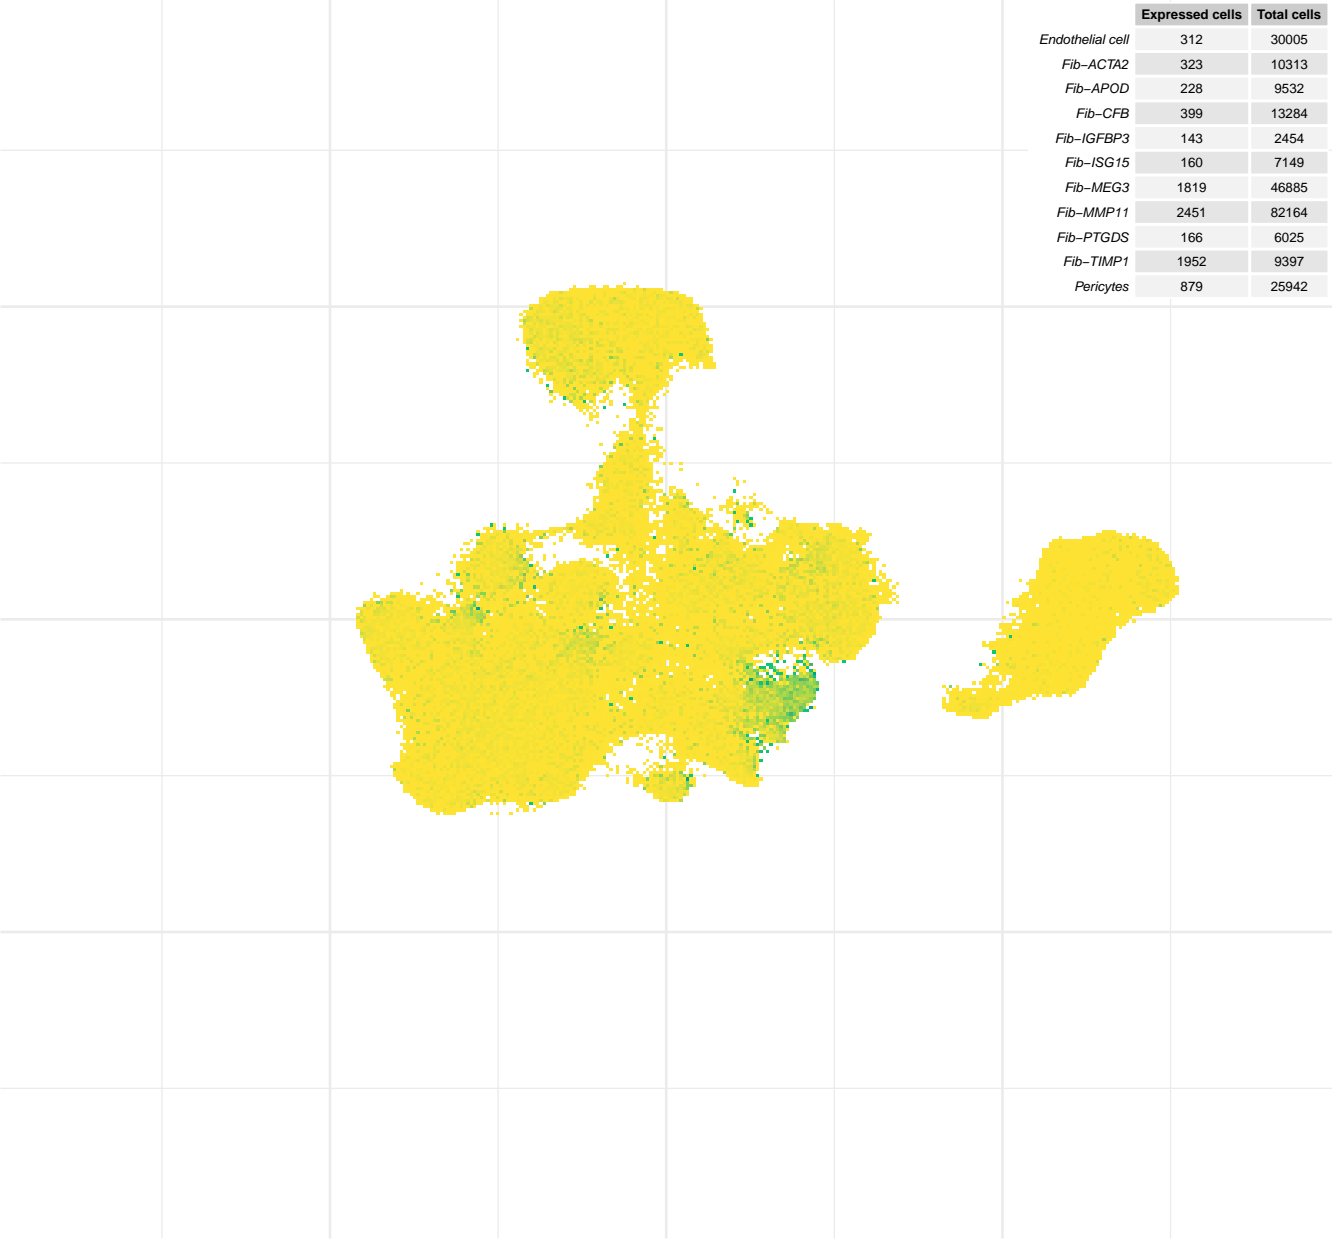 Expressed cells Total cells
Endothelial cell 312 30005
Fib−ACTA2 323 10313
Fib−APOD 228 9532
Fib−CFB 399 13284
Fib−IGFBP3 143 2454
Fib−ISG15 160 7149
Fib−MEG3 1819 46885
Fib−MMP11 2451 82164
Fib−PTGDS 166 6025
Fib−TIMP1 1952 9397
Pericytes 879 25942